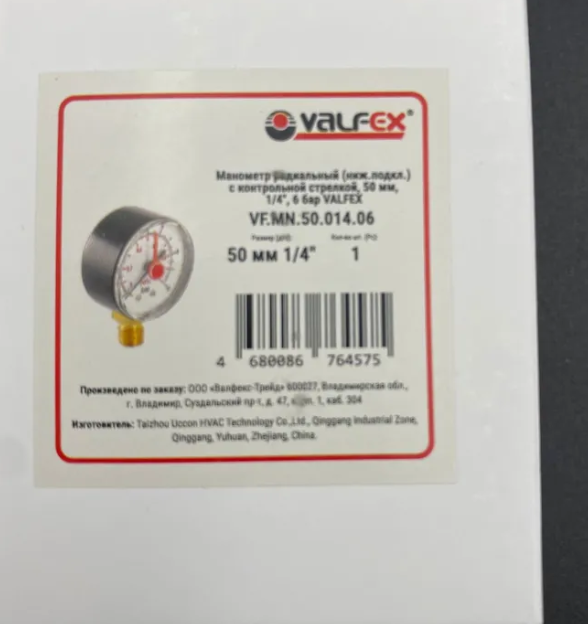 VALFEX®
Манометр радиальный (ниж.подкл.)
с контрольной стрелкой, 50 мм,
1/4", 6 бар VALFEX
VF.MN.50.014.06
50 мм 1/4" 1
4 680086 764575
Произведено по заказу: ООО «Валфекс-Трейд» 600027, Владимирская обл.,
г. Владимир, Суздальский пр-т, д. 47, корп. 1, каб. 304
Изготовитель: Taizhou Uccon HVAC Technology Co.,Ltd., Qinggang Industrial Zone,
Qinggang, Yuhuan, Zhejiang, China.